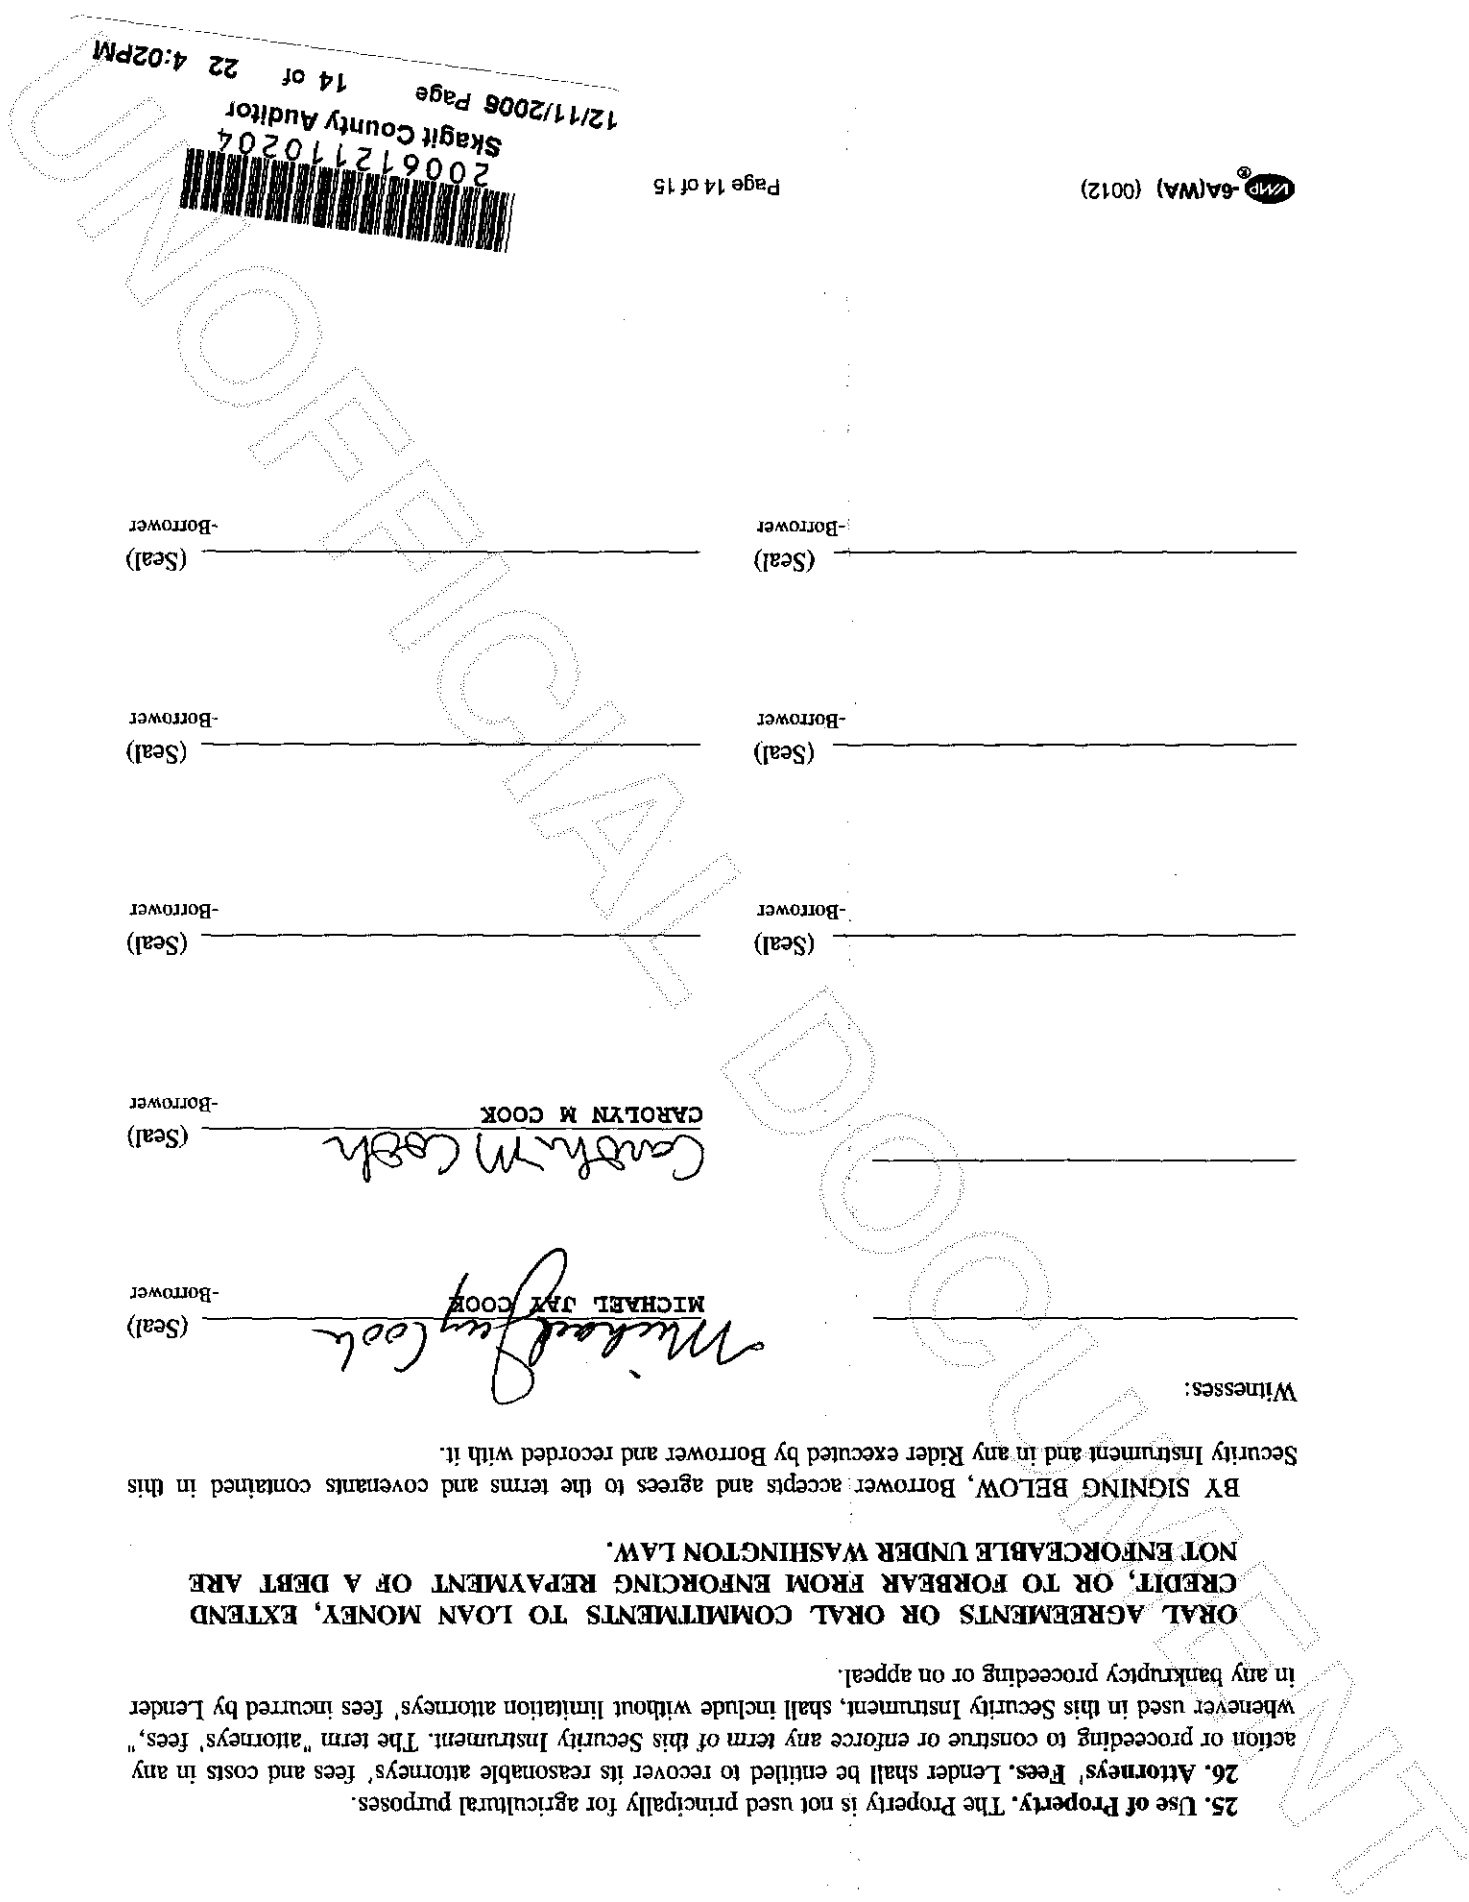 25. Use of Property. The Property is not used principally for agricultural purposes.
26. Attorneys' Fees. Lender shall be entitled to recover its reasonable attorneys' fees and costs in any
action or proceeding to construe or enforce any term of this Security Instrument. The term "attorneys' fees,"
whenever used in this Security Instrument, shall include without limitation attorneys' fees incurred by Lender
in any bankruptcy proceeding or on appeal.
ORAL AGREEMENTS OR ORAL COMMITMENTS TO LOAN MONEY, EXTEND
CREDIT, OR TO FORBEAR FROM ENFORCING REPAYMENT OF A DEBT ARE
NOT ENFORCEABLE UNDER WASHINGTON LAW.
BY SIGNING BELOW, Borrower accepts and agrees to the terms and covenants contained in this
Security Instrument and in any Rider executed by Borrower and recorded with it.
Witnesses:
Michael Jay Cook (Seal)
MICHAEL JAY COOK -Borrower
Carolyn M Cook (Seal)
CAROLYN M COOK -Borrower
(Seal) (Seal)
-Borrower -Borrower
(Seal) (Seal)
-Borrower -Borrower
(Seal) (Seal)
-Borrower -Borrower
VMP-6A(WA) (0012) Page 14 of 15
®
200612110204
Skagit County Auditor
12/11/2006 Page 14 of 22 4:02PM
UNOFFICIAL DOCUMENT